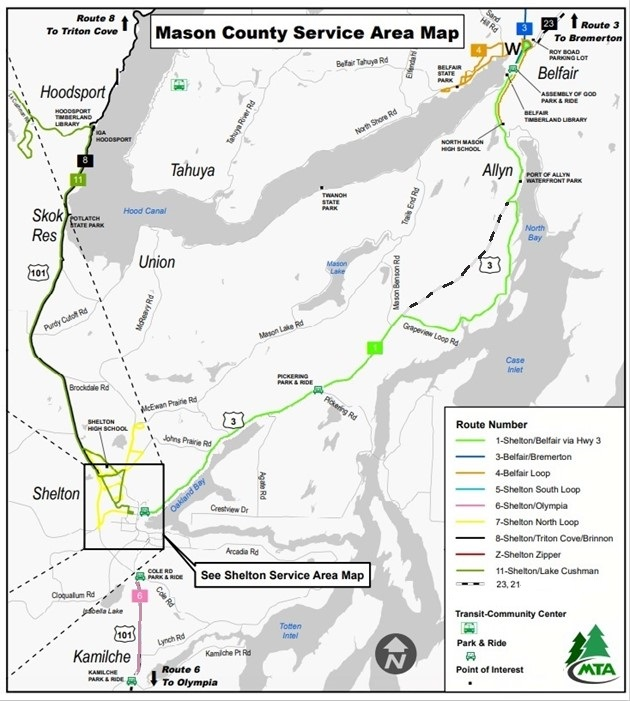 Mason County Service Area Map
Route 8
To Triton Cove
3
23
Route 3
To Bremerton
Sand
Hill Rd
4
W
ROY BOAD
PARKING LOT
Elfendahl
BELFAIR
STATE
PARK
Belfair
Belfair Tahuya Rd
Hoodsport
HOODSPORT
TIMBERLAND
LIBRARY
ASSEMBLY OF GOD
PARK & RIDE
BELFAIR
TIMBERLAND LIBRARY
Tahuya River Rd
North Shore Rd
IGA
HOODSPORT
NORTH MASON
HIGH SCHOOL
8
Tahuya
Allyn
11
PORT OF ALLYN
WATERFRONT PARK
TWANOH
STATE
PARK
Skok
Res
POTLATCH
STATE PARK
Hood Canal
Trails End Rd
North
Bay
Union
Mason
Lake
3
101
Mason Benson Rd
McReavy Rd
Purdy Cutoff Rd
Mason Lake Rd
Grapeview Loop Rd
1
Case
Inlet
PICKERING
PARK & RIDE
Brockdale Rd
McEwan Prairie Rd
Pickering Rd
SHELTON
HIGH SCHOOL
3
Johns Prairie Rd
Route Number
1-Shelton/Belfair via Hwy 3
3-Belfair/Bremerton
4-Belfair Loop
5-Shelton South Loop
6-Shelton/Olympia
7-Shelton North Loop
8-Shelton/Triton Cove/Brinnon
Z-Shelton Zipper
11-Shelton/Lake Cushman
23, 21
Shelton
Oakland Bay
Agate Rd
Crestview Dr
Arcadia Rd
See Shelton Service Area Map
COLE RD
PARK & RIDE
Cloquallum Rd
6
Cole Rd
Isabella Lake
Transit-Community Center
Park & Ride
Point of Interest
Totten
Intel
101
Lynch Rd
Kamilche
Kamilche Pt Rd
KAMILCHE
PARK & RIDE
Route 6
To Olympia
N
MTA